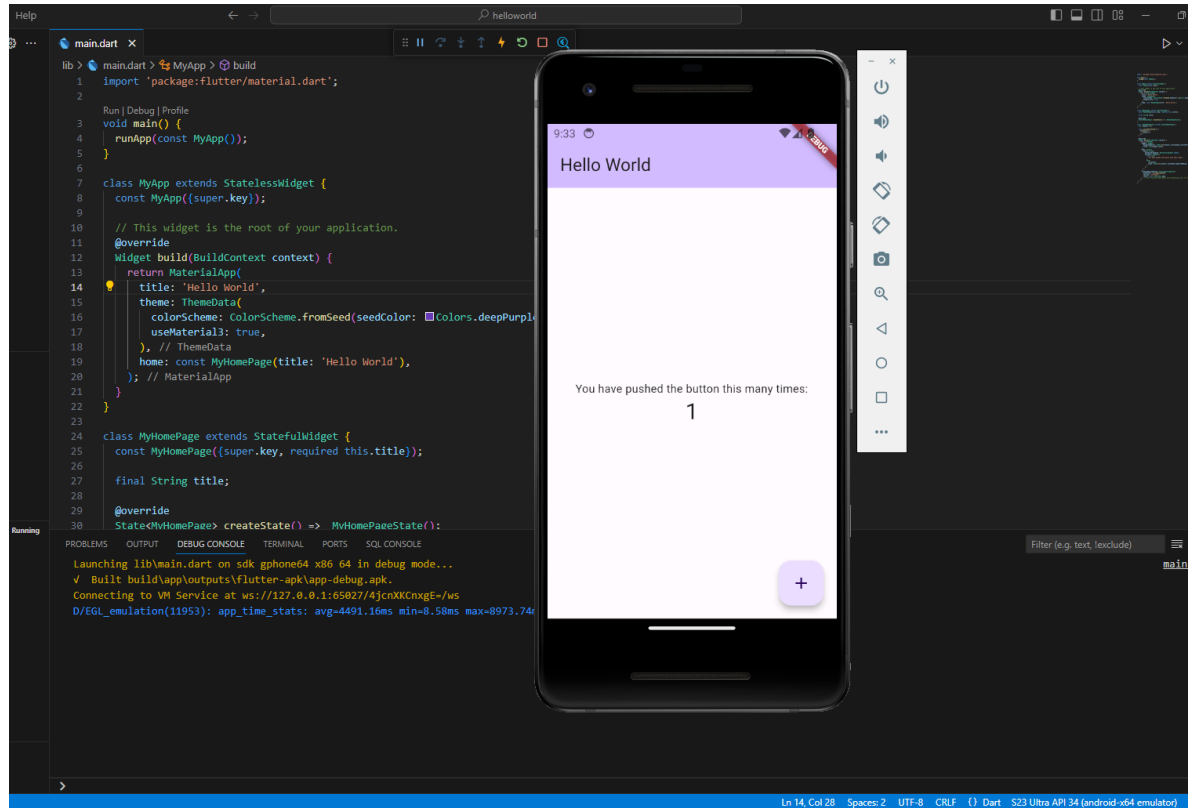 Help
helloworld
main.dart
lib > main.dart > MyApp > build
1 import 'package:flutter/material.dart';
2
Run | Debug | Profile
3 void main() {
4 runApp(const MyApp());
5 }
6
7 class MyApp extends StatelessWidget {
8 const MyApp({super.key});
9
10 // This widget is the root of your application.
11 @override
12 Widget build(BuildContext context) {
13 return MaterialApp(
14 title: 'Hello World',
15 theme: ThemeData(
16 colorScheme: ColorScheme.fromSeed(seedColor: Colors.deepPurpl
17 useMaterial3: true,
18 ), // ThemeData
19 home: const MyHomePage(title: 'Hello World'),
20 ); // MaterialApp
21 }
22 }
23
24 class MyHomePage extends StatefulWidget {
25 const MyHomePage({super.key, required this.title});
26
27 final String title;
28
29 @override
30 State<MyHomePage> createState() => _MyHomePageState();
9:33
DEBUG
Hello World
You have pushed the button this many times:
1
+
Running
PROBLEMS OUTPUT DEBUG CONSOLE TERMINAL PORTS SQL CONSOLE
Filter (e.g. text, !exclude)
Launching lib\main.dart on sdk gphone64 x86 64 in debug mode...
main
√ Built build\app\outputs\flutter-apk\app-debug.apk.
Connecting to VM Service at ws://127.0.0.1:65027/4jcnXKCnxgE=/ws
D/EGL_emulation(11953): app_time_stats: avg=4491.16ms min=8.58ms max=8973.74m
Ln 14, Col 28 Spaces: 2 UTF-8 CRLF {} Dart S23 Ultra API 34 (android-x64 emulator)